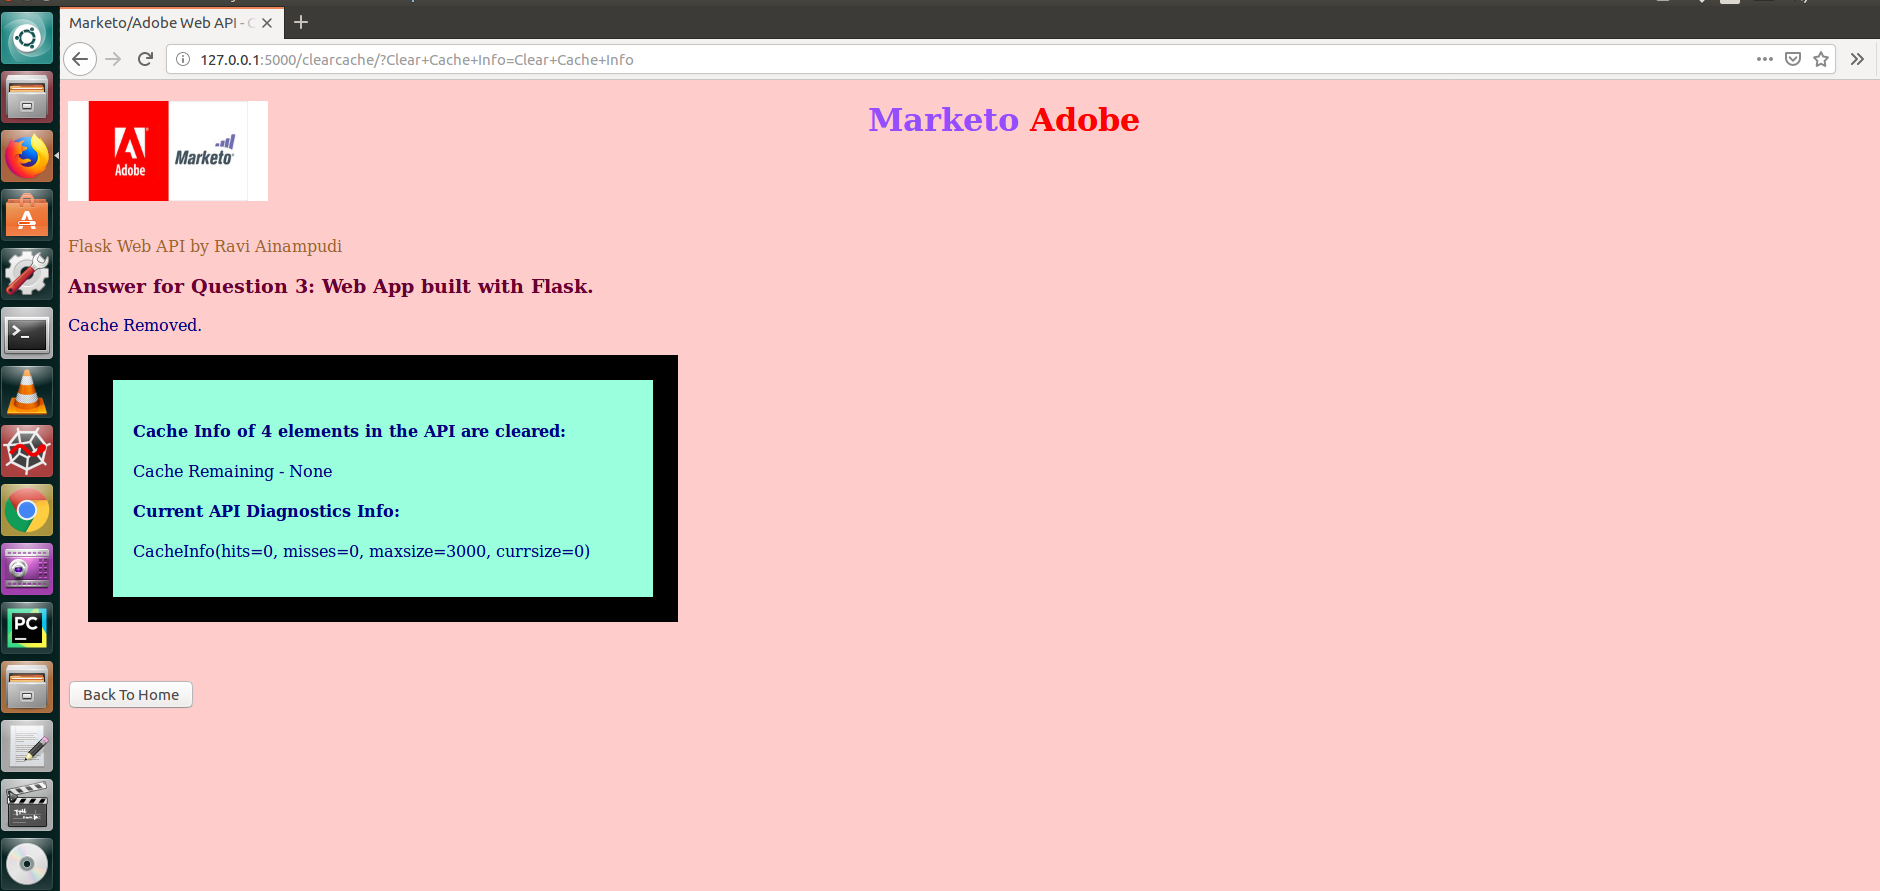 Marketo/Adobe Web API -
127.0.0.1:5000/clearcache/?Clear+Cache+Info=Clear+Cache+Info
Adobe
Marketo
Marketo Adobe
Flask Web API by Ravi Ainampudi
Answer for Question 3: Web App built with Flask.
Cache Removed.
Cache Info of 4 elements in the API are cleared:
Cache Remaining - None
Current API Diagnostics Info:
CacheInfo(hits=0, misses=0, maxsize=3000, currsize=0)
PC
Back To Home